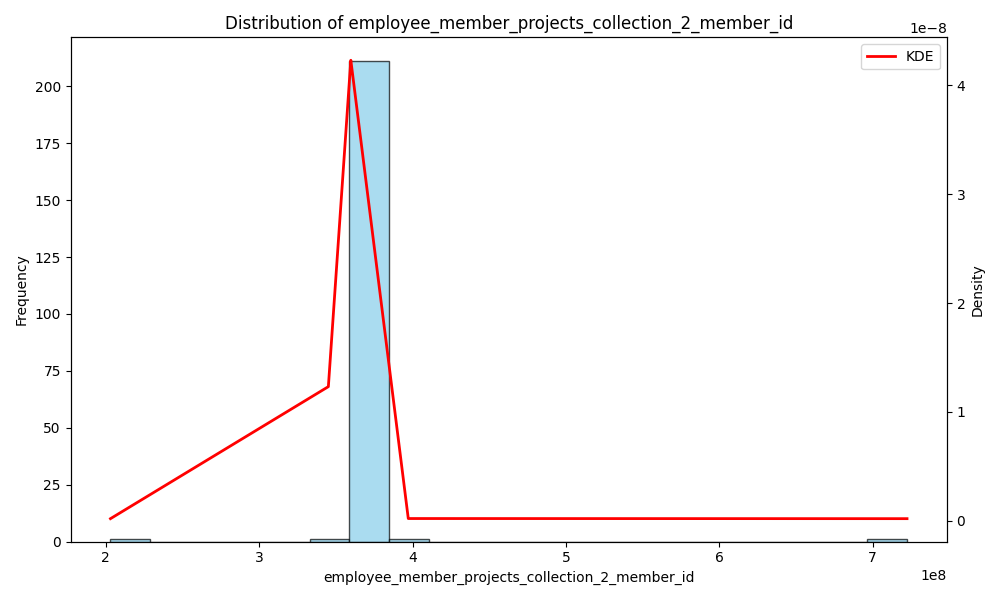 Distribution of employee_member_projects_collection_2_member_id
1e−8
KDE
Frequency
200
175
150
125
100
75
50
25
0
Density
4
3
2
1
0
2 3 4 5 6 7
employee_member_projects_collection_2_member_id
1e8